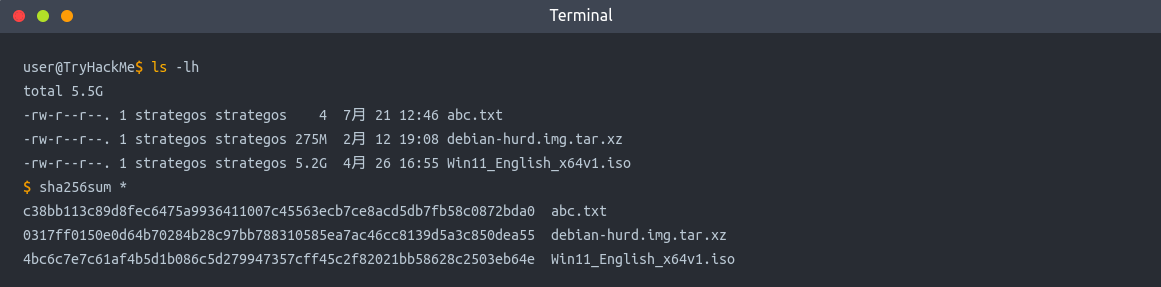 Terminal
user@TryHackMe$ ls -lh
total 5.5G
-rw-r--r--. 1 strategos strategos    4  7月 21 12:46 abc.txt
-rw-r--r--. 1 strategos strategos 275M  2月 12 19:08 debian-hurd.img.tar.xz
-rw-r--r--. 1 strategos strategos 5.2G  4月 26 16:55 Win11_English_x64v1.iso
$ sha256sum *
c38bb113c89d8fec6475a9936411007c45563ecb7ce8acd5db7fb58c0872bda0  abc.txt
0317ff0150e0d64b70284b28c97bb788310585ea7ac46cc8139d5a3c850dea55  debian-hurd.img.tar.xz
4bc6c7e7c61af4b5d1b086c5d279947357cff45c2f82021bb58628c2503eb64e  Win11_English_x64v1.iso